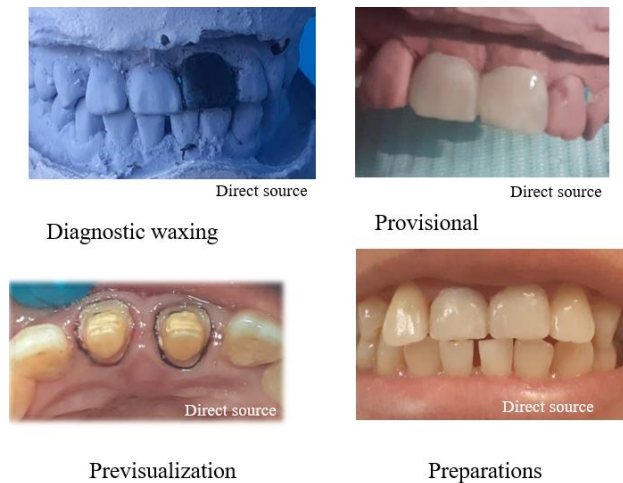 Direct source
Direct source
Diagnostic waxing
Provisional
Direct source
Direct source
Previsualization
Preparations